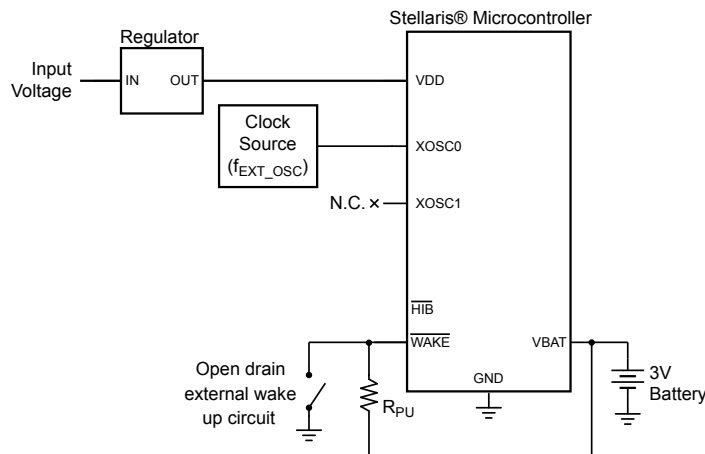 Stellaris® Microcontroller
Regulator
Input
Voltage
IN
OUT
VDD
Clock
Source
(fEXT_OSC)
XOSC0
N.C.
XOSC1
HIB
WAKE
VBAT
Open drain
external wake
up circuit
RPU
GND
3V
Battery